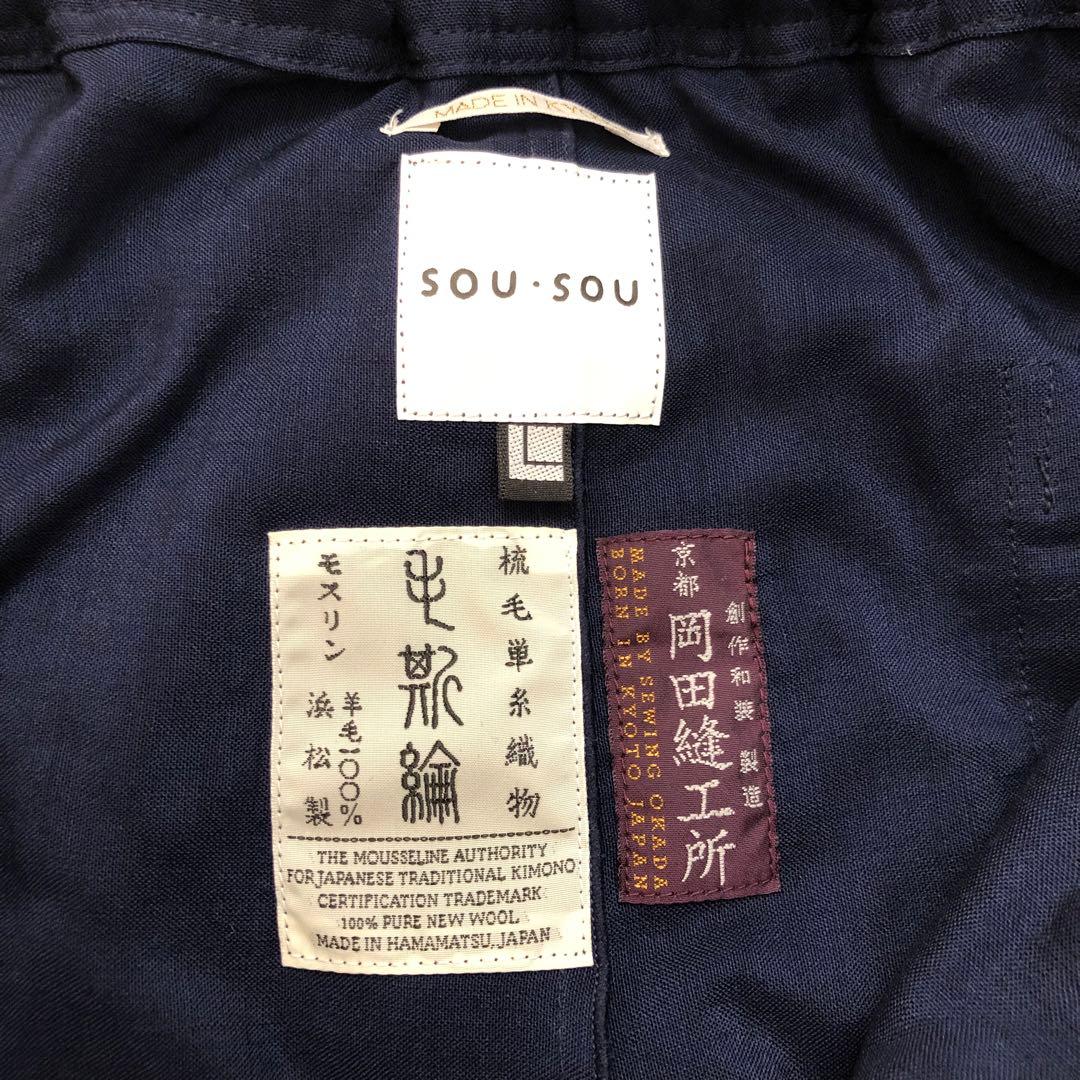 MADE IN KYO
SOU・SOU
L
梳毛単糸織物
毛斯綸
モスリン
羊毛一〇〇%
浜松製
THE MOUSSELINE AUTHORITY
FOR JAPANESE TRADITIONAL KIMONO
CERTIFICATION TRADEMARK
100% PURE NEW WOOL
MADE IN HAMAMATSU, JAPAN
創作和装 製造
京都 岡田縫工所
MADE BY SEWING OKADA
BORN IN KYOTO JAPAN